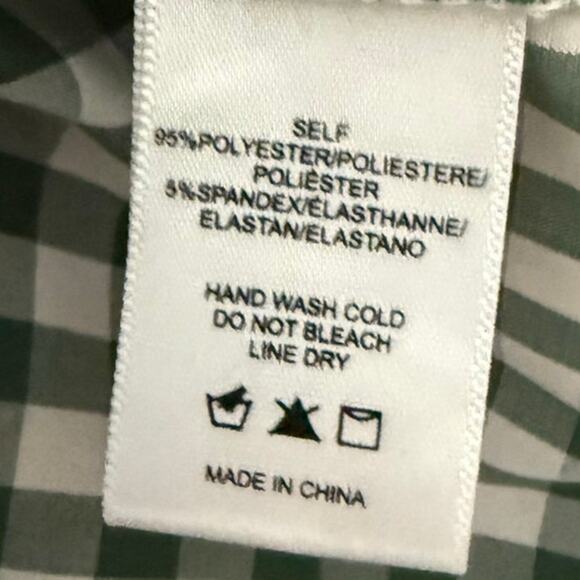 SELF
95%POLYESTER/POLIESTERE/
POLIÉSTER
5%SPANDEX/ÉLASTHANNE/
ELASTAN/ELASTANO
HAND WASH COLD
DO NOT BLEACH
LINE DRY
MADE IN CHINA